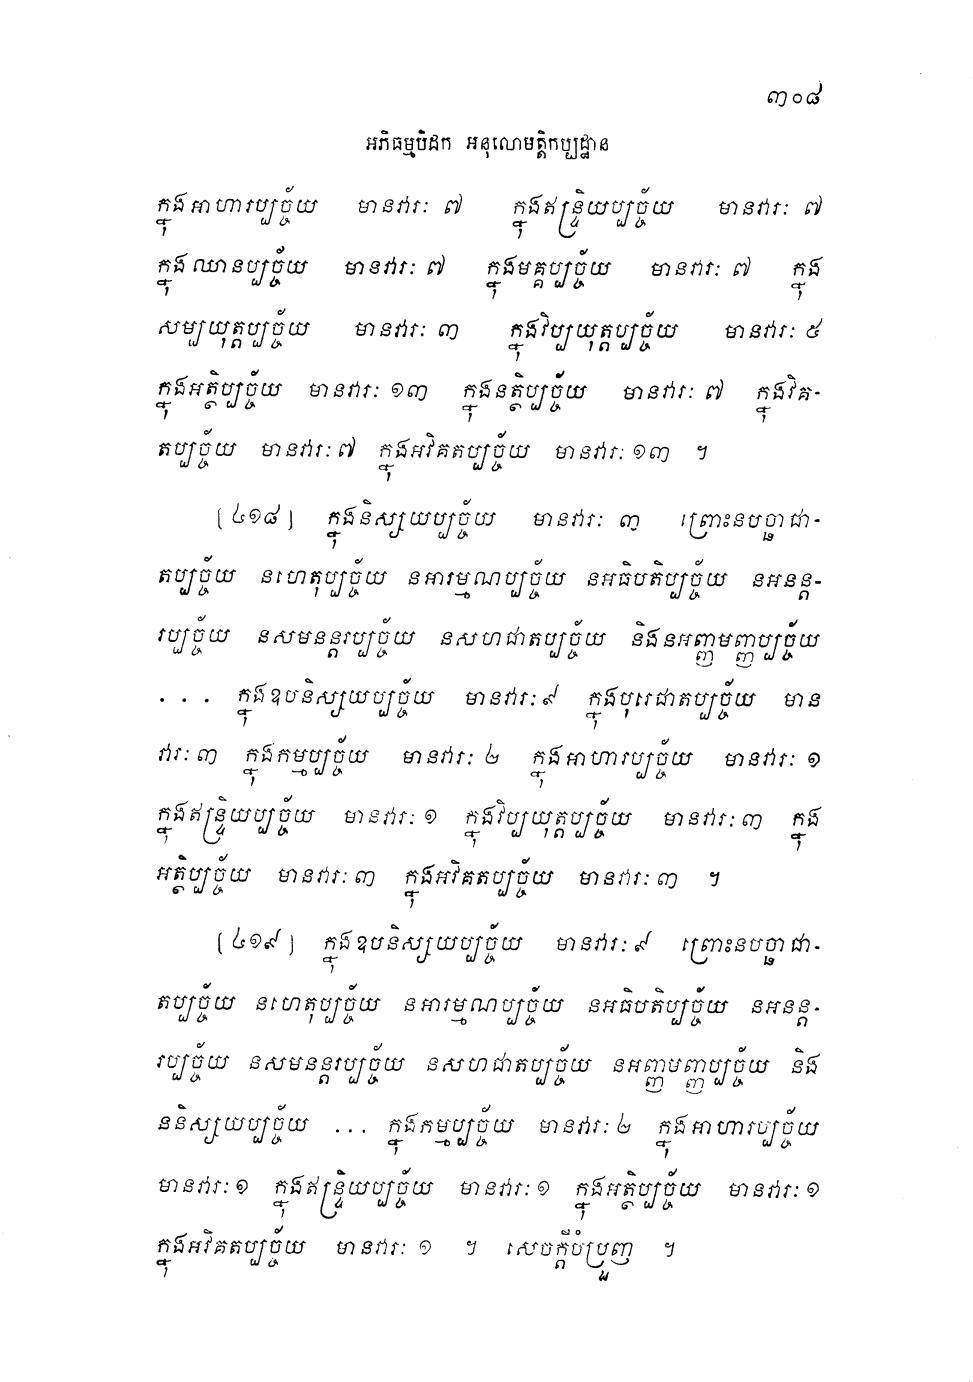 ៣០៨
អភិធម្មបិដក អនុលោមត្តិកប្បដ្ឋាន
ក្នុងអាហារប្បច្ច័យ មានវារៈ ៧ ក្នុងឥន្ទ្រិយប្បច្ច័យ មានវារៈ ៧
ក្នុងឈានប្បច្ច័យ មានវារៈ ៧ ក្នុងមគ្គប្បច្ច័យ មានវារៈ ៧ ក្នុង
សម្បយុត្តប្បច្ច័យ មានវារៈ ៣ ក្នុងវិប្បយុត្តប្បច្ច័យ មានវារៈ ៥
ក្នុងអត្ថិប្បច្ច័យ មានវារៈ ១៣ ក្នុងនត្ថិប្បច្ច័យ មានវារៈ ៧ ក្នុងវិគ-
តប្បច្ច័យ មានវារៈ ៧ ក្នុងអវិគតប្បច្ច័យ មានវារៈ ១៣ ។
[៤១៨] ក្នុងនិស្សយប្បច្ច័យ មានវារៈ ៣ ព្រោះនបច្ឆាជា-
តប្បច្ច័យ នហេតុប្បច្ច័យ នអារម្មណប្បច្ច័យ នអធិបតិប្បច្ច័យ នអនន្ត-
រប្បច្ច័យ នសមនន្តរប្បច្ច័យ នសហជាតប្បច្ច័យ និងនអញ្ញមញ្ញប្បច្ច័យ
... ក្នុងឧបនិស្សយប្បច្ច័យ មានវារៈ ៩ ក្នុងបុរេជាតប្បច្ច័យ មាន
វារៈ ៣ ក្នុងកម្មប្បច្ច័យ មានវារៈ ២ ក្នុងអាហារប្បច្ច័យ មានវារៈ ១
ក្នុងឥន្ទ្រិយប្បច្ច័យ មានវារៈ ១ ក្នុងវិប្បយុត្តប្បច្ច័យ មានវារៈ ៣ ក្នុង
អត្ថិប្បច្ច័យ មានវារៈ ៣ ក្នុងអវិគតប្បច្ច័យ មានវារៈ ៣ ។
[៤១៩] ក្នុងឧបនិស្សយប្បច្ច័យ មានវារៈ ៩ ព្រោះនបច្ឆាជា-
តប្បច្ច័យ នហេតុប្បច្ច័យ នអារម្មណប្បច្ច័យ នអធិបតិប្បច្ច័យ នអនន្ត-
រប្បច្ច័យ នសមនន្តរប្បច្ច័យ នសហជាតប្បច្ច័យ នអញ្ញមញ្ញប្បច្ច័យ និង
ននិស្សយប្បច្ច័យ ... ក្នុងកម្មប្បច្ច័យ មានវារៈ ២ ក្នុងអាហារប្បច្ច័យ
មានវារៈ ១ ក្នុងឥន្ទ្រិយប្បច្ច័យ មានវារៈ ១ ក្នុងអត្ថិប្បច្ច័យ មានវារៈ ១
ក្នុងអវិគតប្បច្ច័យ មានវារៈ ១ ។ សេចក្តីបំប្រួញ ។